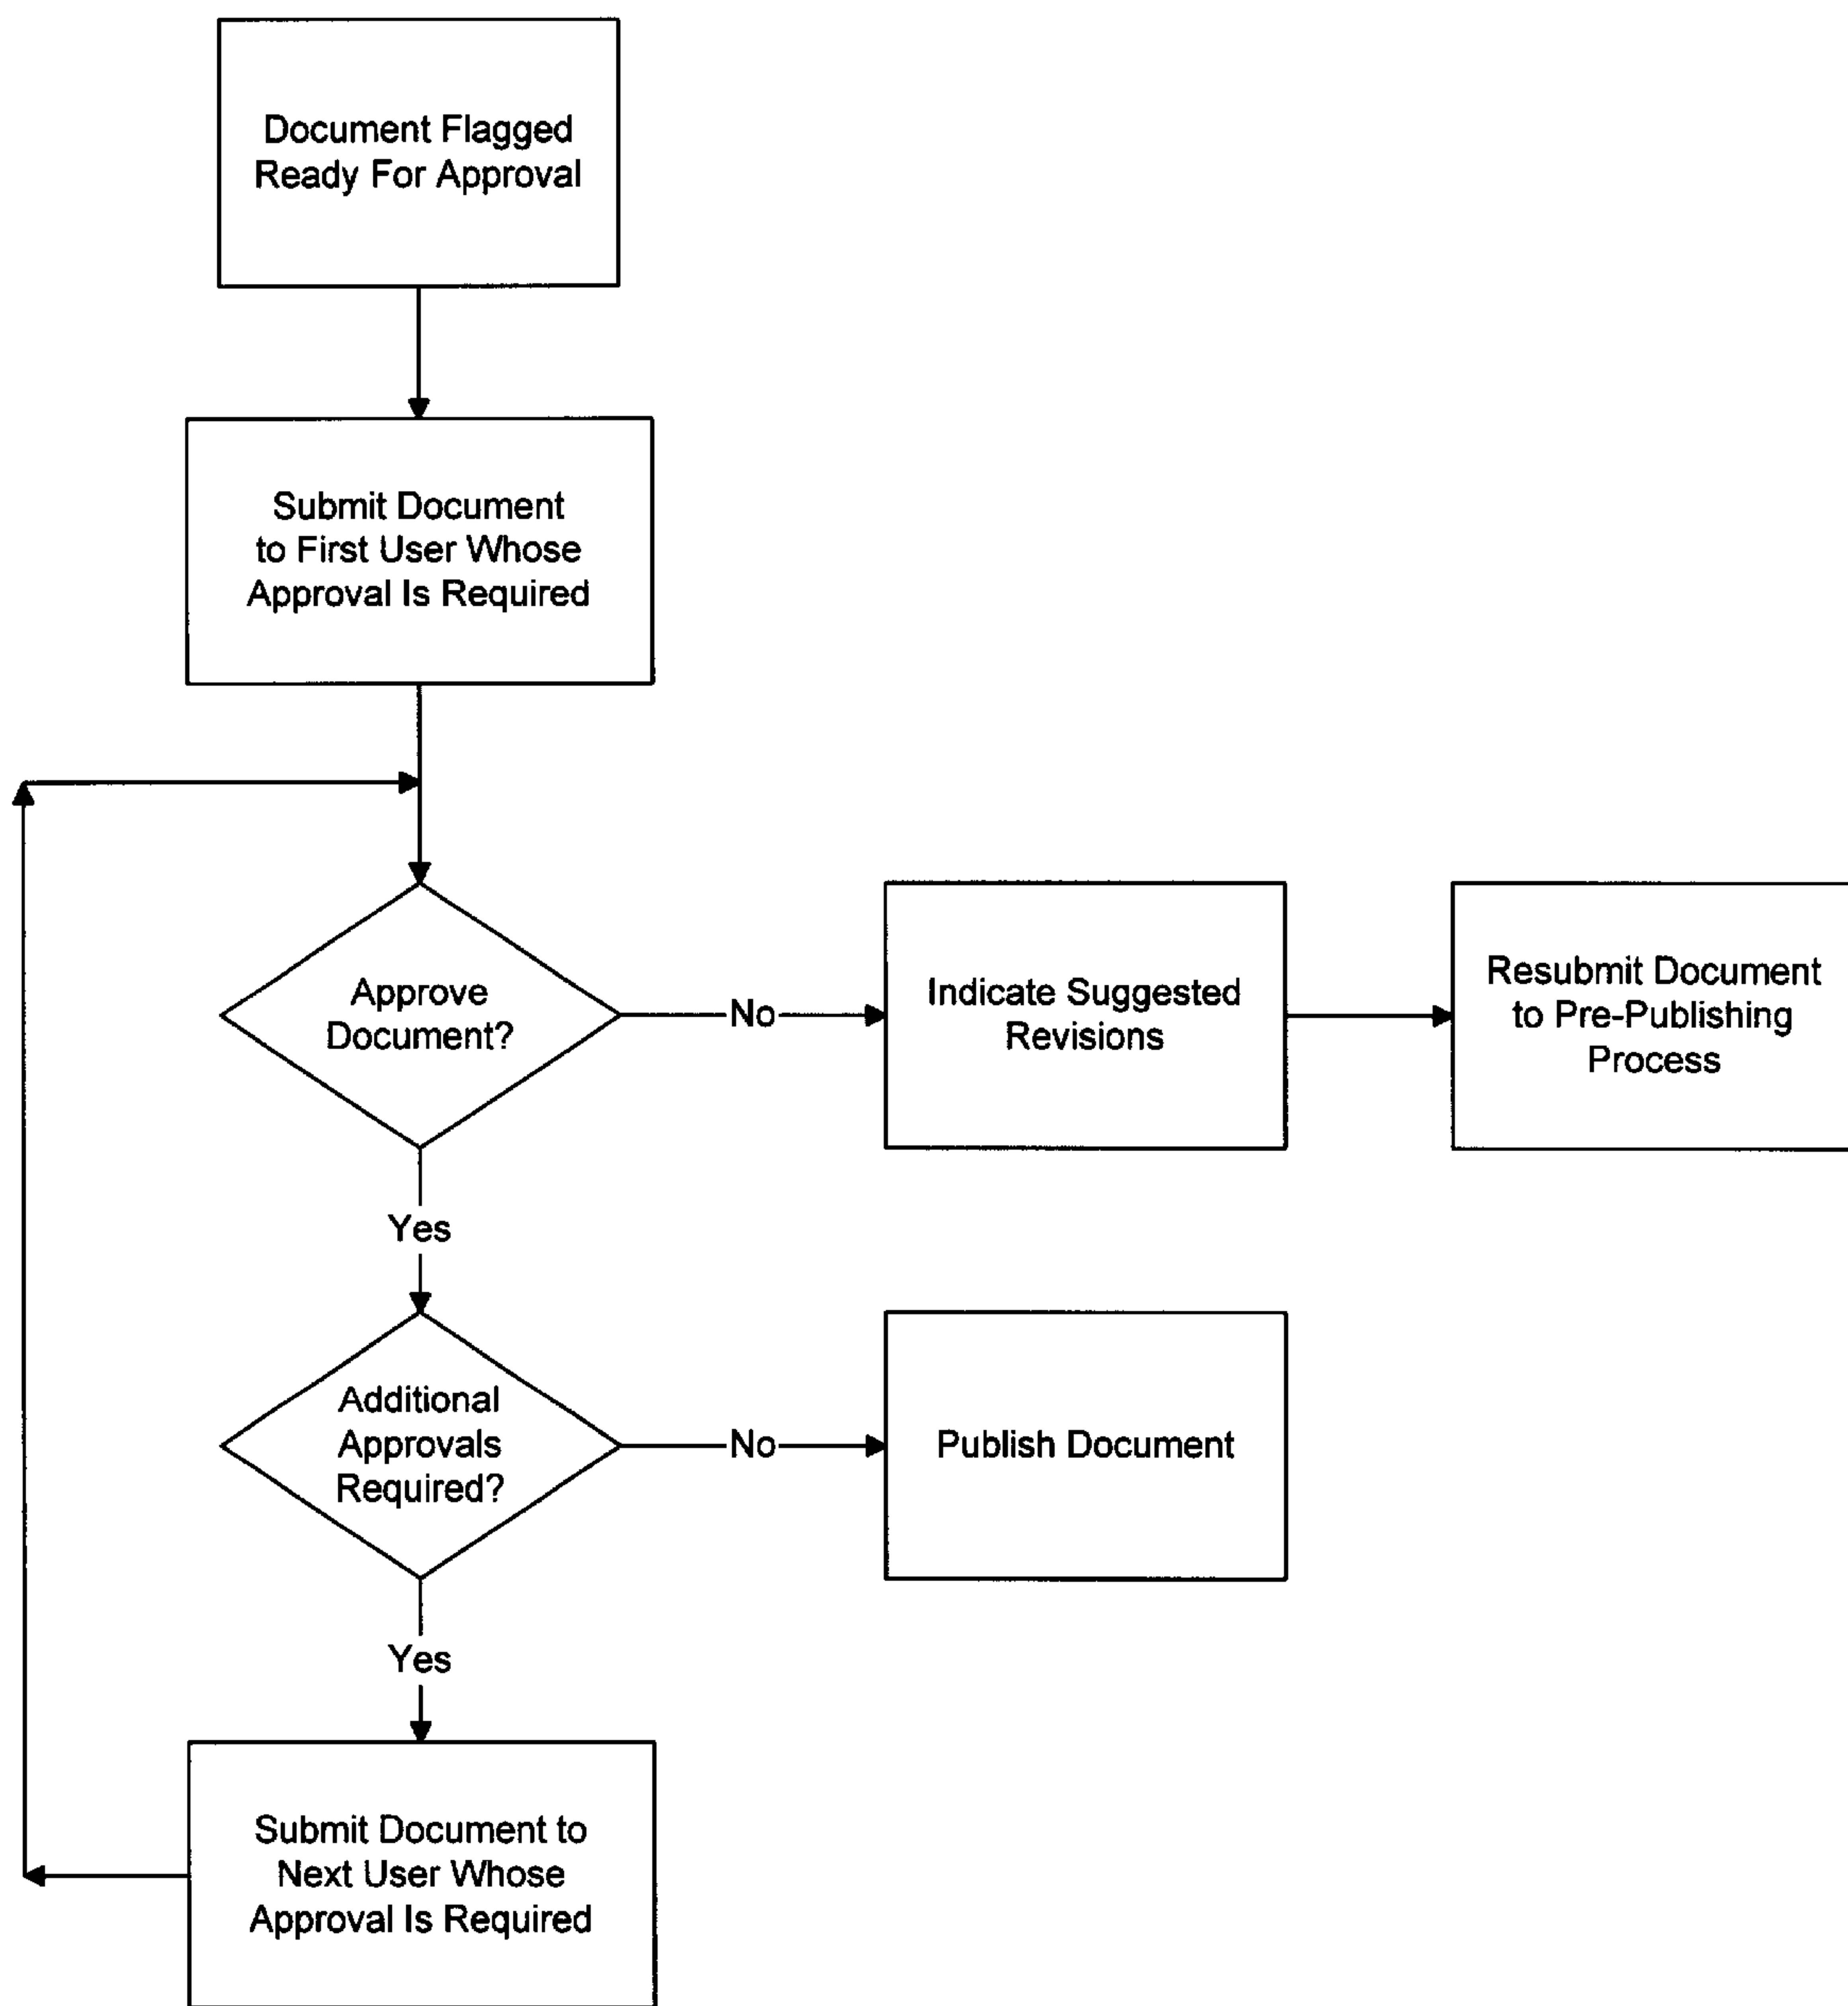 Document Flagged
Ready For Approval
Submit Document
to First User Whose
Approval Is Required
Approve
Document?
No
Indicate Suggested
Revisions
Resubmit Document
to Pre-Publishing
Process
Yes
Additional
Approvals
Required?
No
Publish Document
Yes
Submit Document to
Next User Whose
Approval Is Required